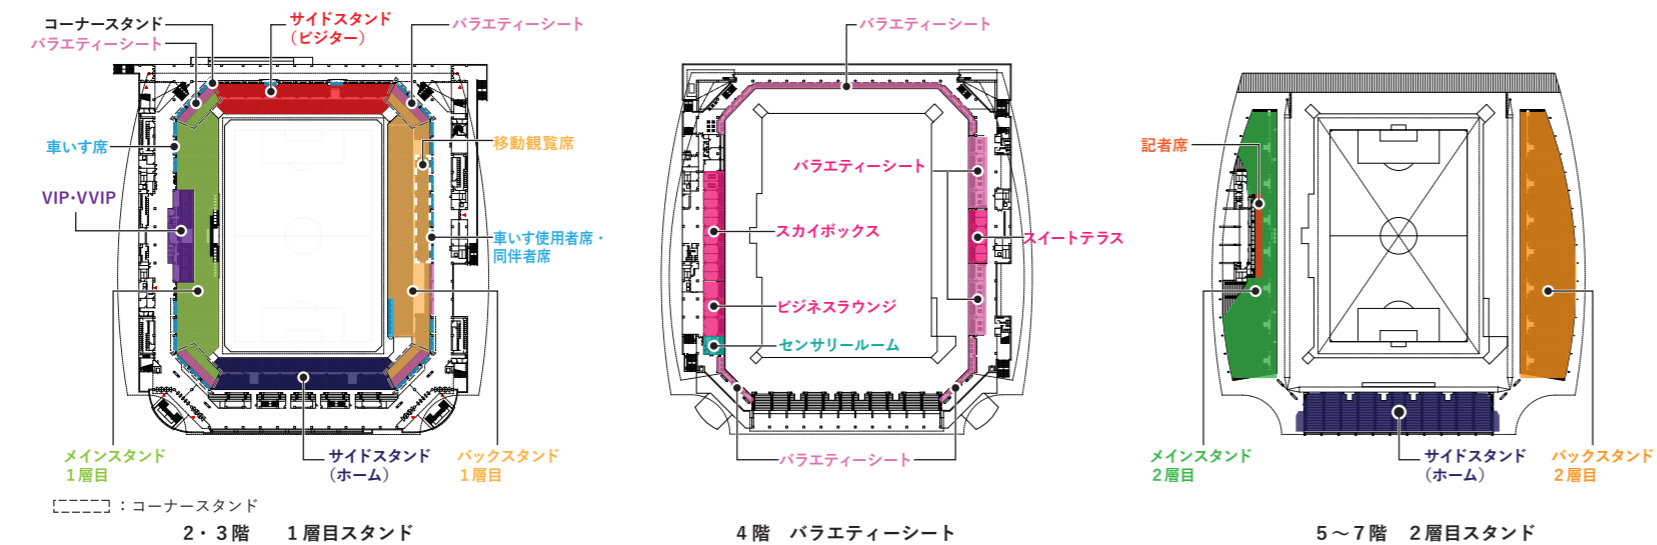 コーナースタンド
バラエティーシート
サイドスタンド
（ビジター）
バラエティーシート
車いす席
VIP・VVIP
移動観覧席
車いす使用者席・
同伴者席
メインスタンド
１層目
サイドスタンド
（ホーム）
バックスタンド
１層目
：コーナースタンド
２・３階　１層目スタンド
バラエティーシート
バラエティーシート
スカイボックス
スイートテラス
ビジネスラウンジ
センサリールーム
バラエティーシート
４階　バラエティーシート
記者席
メインスタンド
２層目
サイドスタンド
（ホーム）
バックスタンド
２層目
５〜７階　２層目スタンド